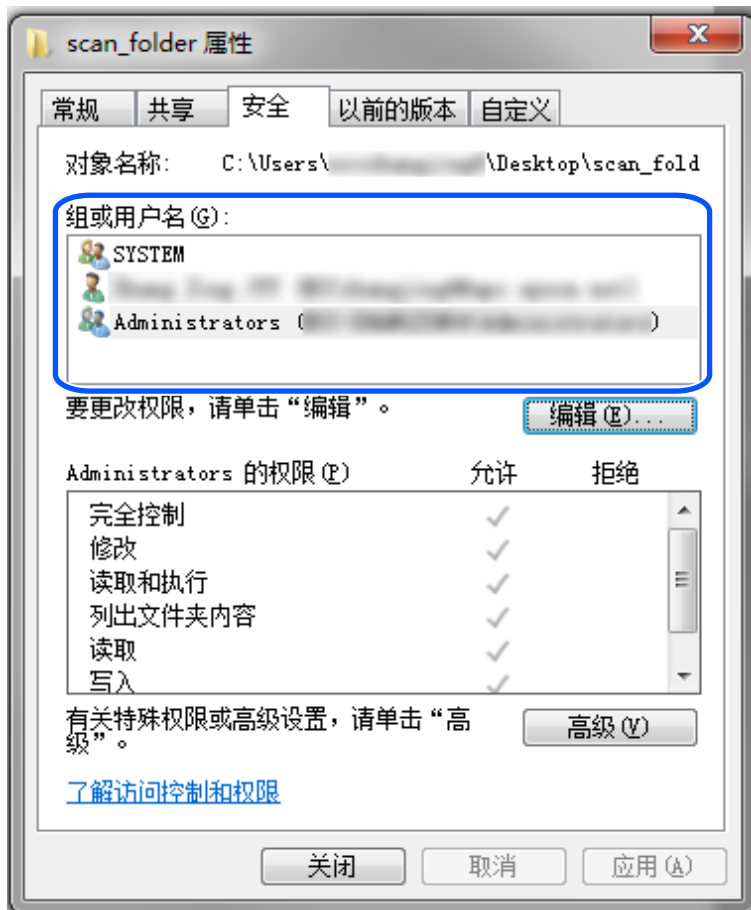 scan_folder 属性
常规 共享 安全 以前的版本 自定义
对象名称: C:\Users\ \Desktop\scan_fold
组或用户名(G):
SYSTEM
Administrators ( )
要更改权限，请单击“编辑”。 编辑(E)...
Administrators 的权限(P) 允许 拒绝
完全控制
修改
读取和执行
列出文件夹内容
读取
写入
有关特殊权限或高级设置，请单击“高
级”。 高级(V)
了解访问控制和权限
关闭 取消 应用(A)